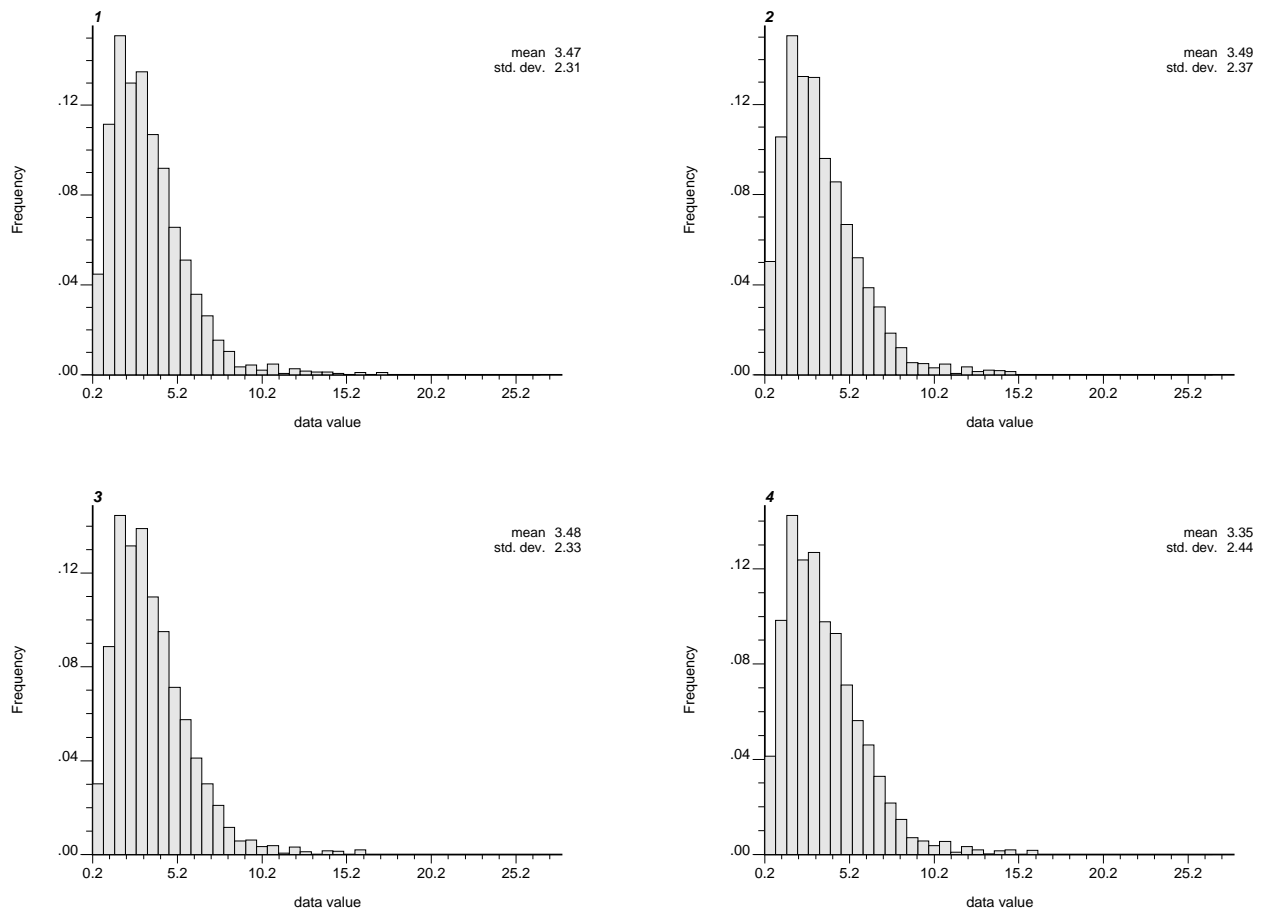 1
mean 3.47
std. dev. 2.31
.12
.08
.04
.00
Frequency
0.2 5.2 10.2 15.2 20.2 25.2
data value
2
mean 3.49
std. dev. 2.37
.12
.08
.04
.00
Frequency
0.2 5.2 10.2 15.2 20.2 25.2
data value
3
mean 3.48
std. dev. 2.33
.12
.08
.04
.00
Frequency
0.2 5.2 10.2 15.2 20.2 25.2
data value
4
mean 3.35
std. dev. 2.44
.12
.08
.04
.00
Frequency
0.2 5.2 10.2 15.2 20.2 25.2
data value